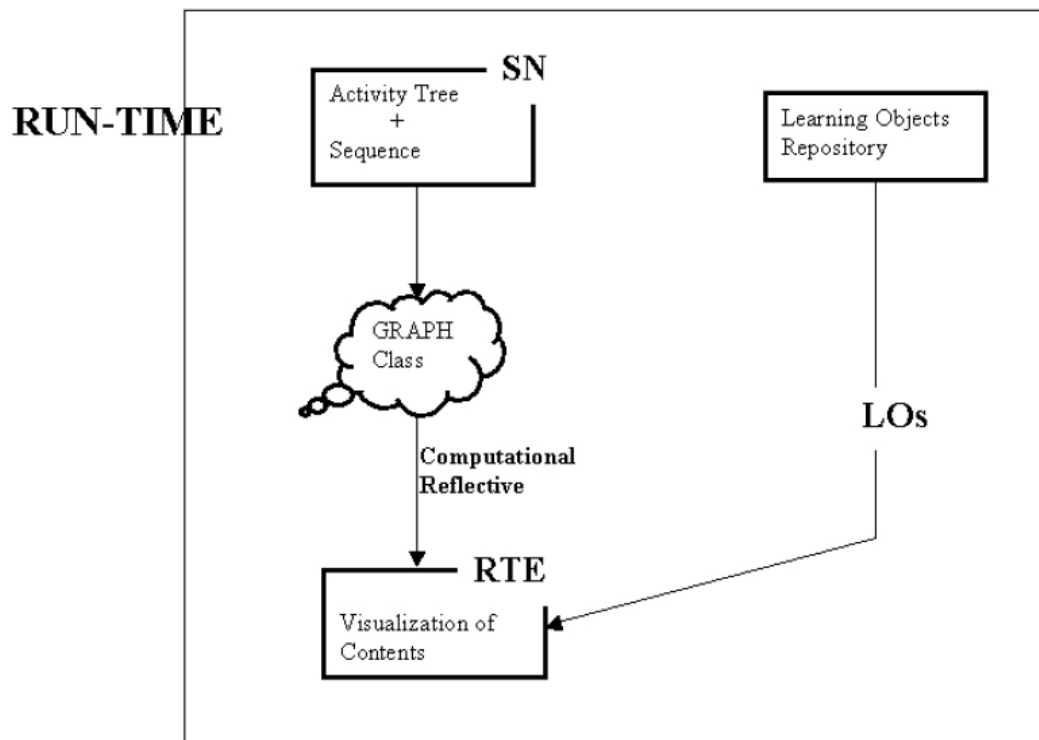 SN
Activity Tree
+
Sequence
RUN-TIME
Learning Objects
Repository
GRAPH
Class
LOs
Computational
Reflective
RTE
Visualization of
Contents